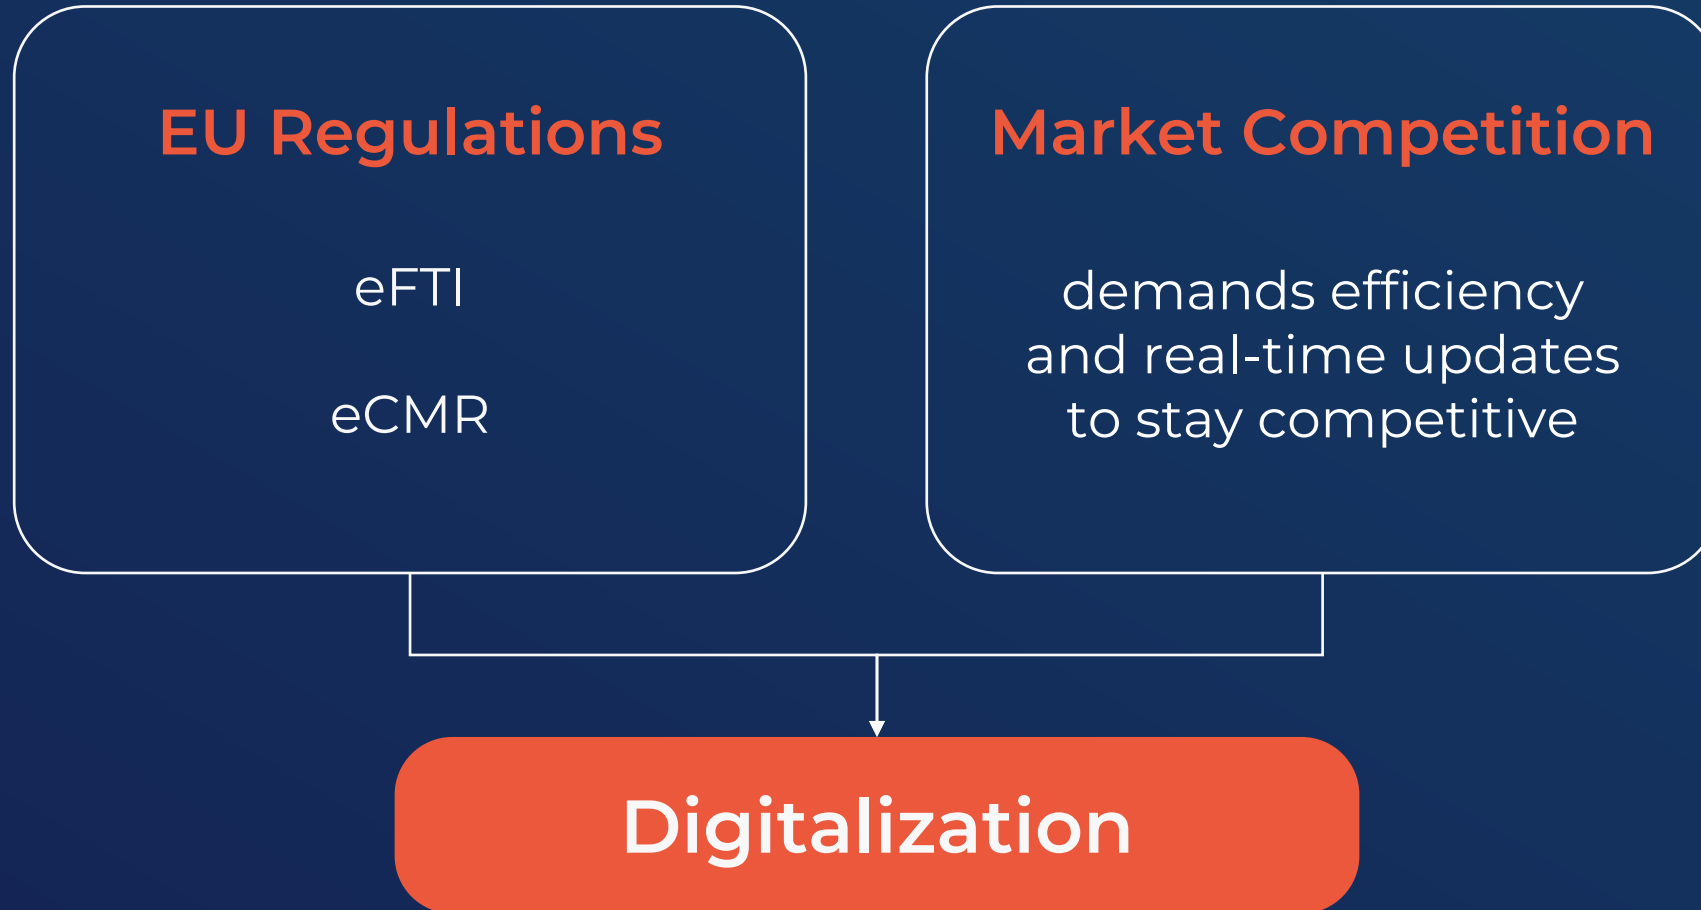 EU Regulations
eFTI
eCMR
Market Competition
demands efficiency
and real-time updates
to stay competitive
Digitalization